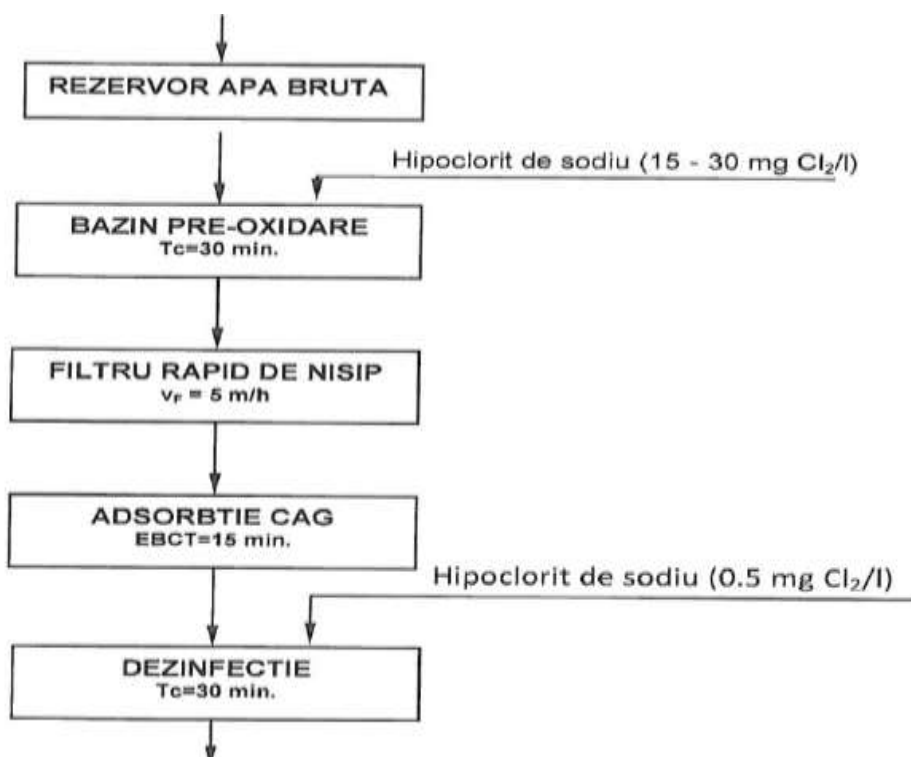 REZERVOR APA BRUTA
Hipoclorit de sodiu (15 - 30 mg Cl₂/l)
BAZIN PRE-OXIDARE
Tc=30 min.
FILTRU RAPID DE NISIP
v_F = 5 m/h
ADSORBTIE CAG
EBCT=15 min.
Hipoclorit de sodiu (0.5 mg Cl₂/l)
DEZINFECTIE
Tc=30 min.